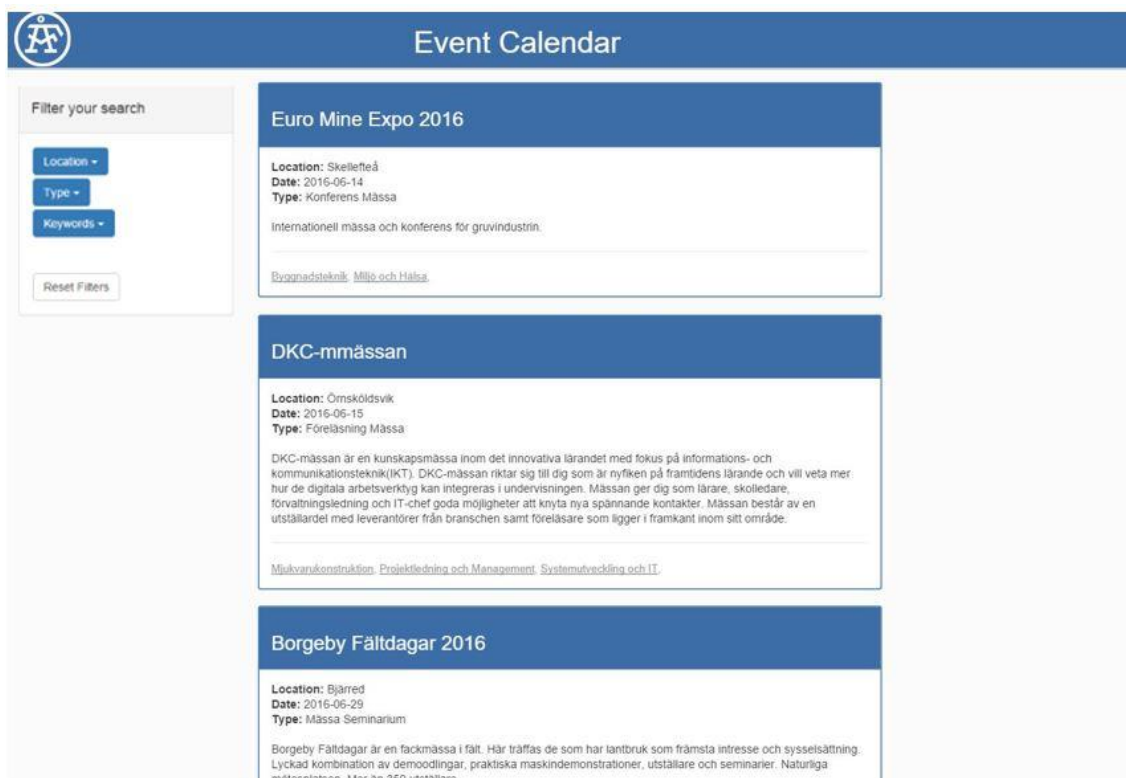 ÅF
Event Calendar
Filter your search
Location
Type
Keywords
Reset Filters
Euro Mine Expo 2016
Location: Skellefteå
Date: 2016-06-14
Type: Konferens Mässa
Internationell mässa och konferens för gruvindustrin.
Byggnadsteknik, Miljö och Hälsa,
DKC-mmässan
Location: Örnsköldsvik
Date: 2016-06-15
Type: Föreläsning Mässa
DKC-mässan är en kunskapsmässa inom det innovativa lärandet med fokus på informations- och
kommunikationsteknik(IKT). DKC-mässan riktar sig till dig som är nyfiken på framtidens lärande och vill veta mer
hur de digitala arbetsverktyg kan integreras i undervisningen. Mässan ger dig som lärare, skolledare,
förvaltningsledning och IT-chef goda möjligheter att knyta nya spännande kontakter. Mässan består av en
utställardel med leverantörer från branschen samt föreläsare som ligger i framkant inom sitt område.
Mjukvarukonstruktion, Projektledning och Management, Systemutveckling och IT,
Borgeby Fältdagar 2016
Location: Bjärred
Date: 2016-06-29
Type: Mässa Seminarium
Borgeby Fältdagar är en fackmässa i fält. Här träffas de som har lantbruk som främsta intresse och sysselsättning.
Lyckad kombination av demoodlingar, praktiska maskindemonstrationer, utställare och seminarier. Naturliga
mötesplatsen. Mer än 350 utställare